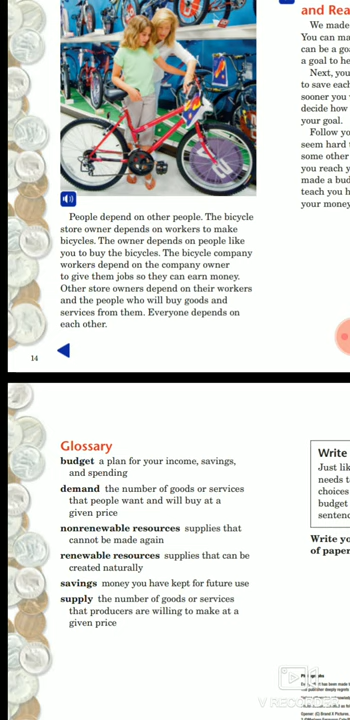 People depend on other people. The bicycle
store owner depends on workers to make
bicycles. The owner depends on people like
you to buy the bicycles. The bicycle company
workers depend on the company owner
to give them jobs so they can earn money.
Other store owners depend on their workers
and the people who will buy goods and
services from them. Everyone depends on
each other.
14
and Rea
We made
You can ma
can be a goa
a goal to he
Next, you
to save each
sooner you
decide how
your goal.
Follow yo
seem hard
some other
you reach y
made a bud
teach you h
your money
Glossary
budget a plan for your income, savings,
and spending
demand the number of goods or services
that people want and will buy at a
given price
nonrenewable resources supplies that
cannot be made again
renewable resources supplies that can be
created naturally
savings money you have kept for future use
supply the number of goods or services
that producers are willing to make at a
given price
Write
Just lik
needs t
choices
budget
sentenc
Write yo
of paper